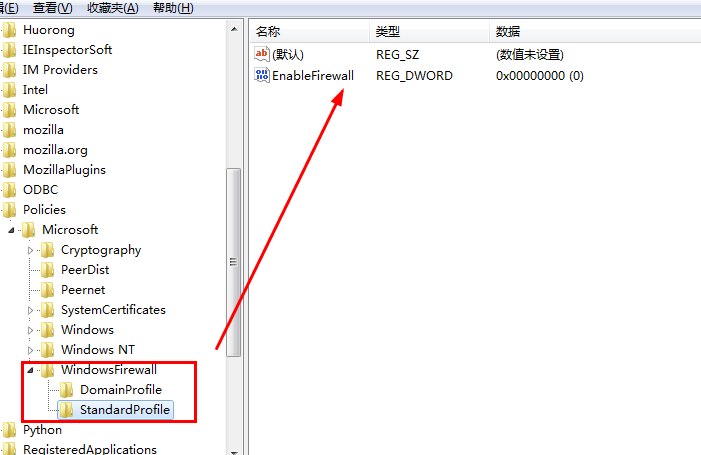 辑(E) 查看(V) 收藏夹(A) 帮助(H)
Huorong
IEInspectorSoft
IM Providers
Intel
Microsoft
mozilla
mozilla.org
MozillaPlugins
ODBC
Policies
Microsoft
Cryptography
PeerDist
Peernet
SystemCertificates
Windows
Windows NT
WindowsFirewall
DomainProfile
StandardProfile
Python
RegisteredApplications
名称 类型 数据
ab (默认) REG_SZ (数值未设置)
EnableFirewall REG_DWORD 0x00000000 (0)